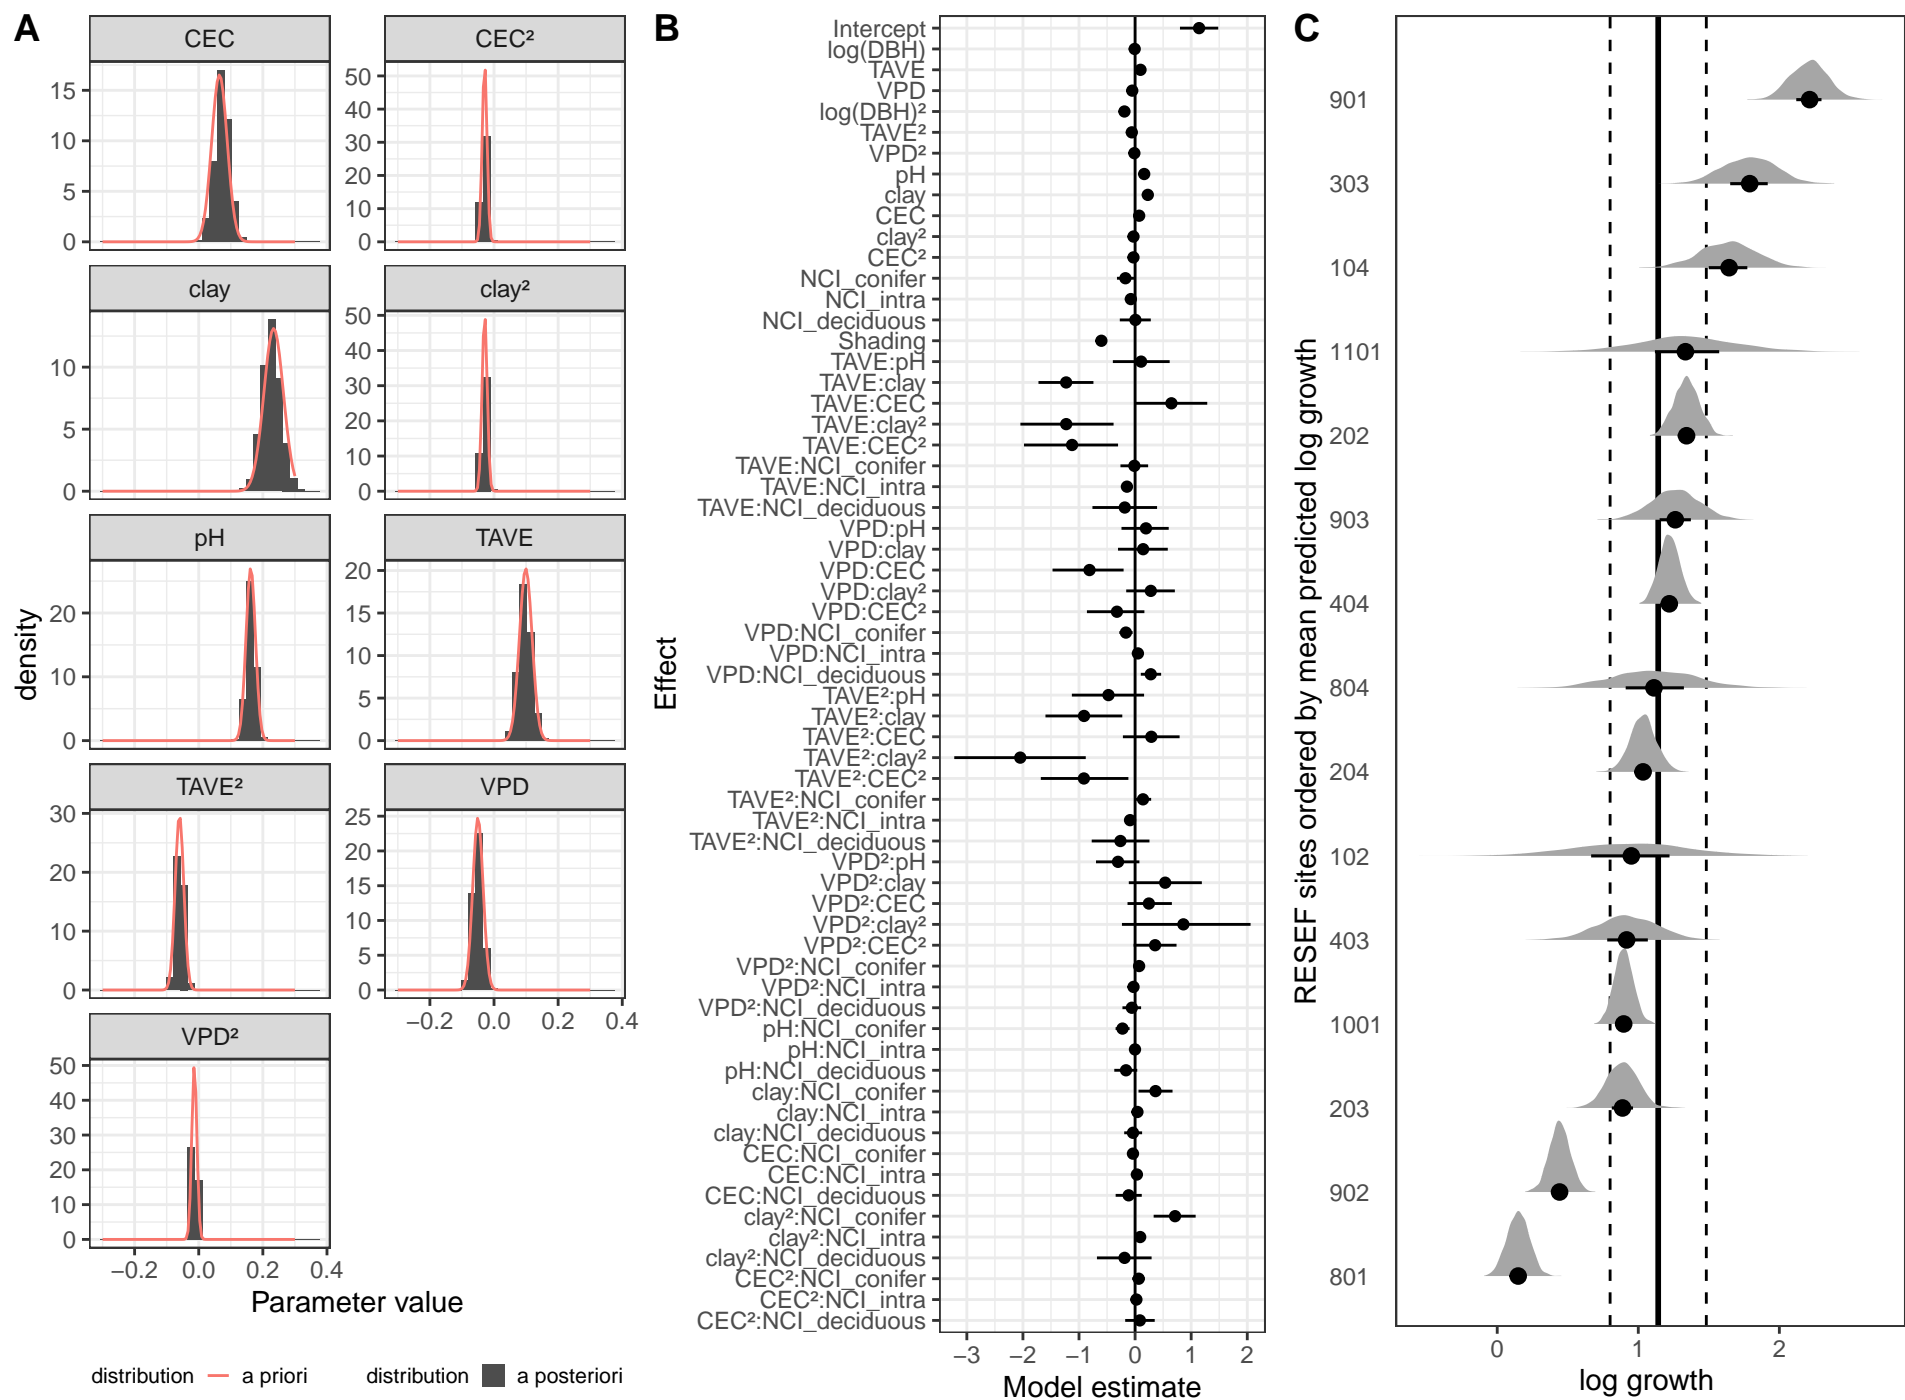 A
CEC
CEC²
15
10
5
0
50
40
30
20
10
0
clay
clay²
10
5
0
50
40
30
20
10
0
pH
TAVE
20
10
0
20
15
10
5
0
TAVE²
VPD
30
20
10
0
25
20
15
10
5
0
−0.2 0.0 0.2 0.4
VPD²
50
40
30
20
10
0
−0.2 0.0 0.2 0.4
density
Parameter value
distribution a priori
distribution a posteriori
B
Effect
Intercept
log(DBH)
TAVE
VPD
log(DBH)²
TAVE²
VPD²
pH
clay
CEC
clay²
CEC²
NCI_conifer
NCI_intra
NCI_deciduous
Shading
TAVE:pH
TAVE:clay
TAVE:CEC
TAVE:clay²
TAVE:CEC²
TAVE:NCI_conifer
TAVE:NCI_intra
TAVE:NCI_deciduous
VPD:pH
VPD:clay
VPD:CEC
VPD:clay²
VPD:CEC²
VPD:NCI_conifer
VPD:NCI_intra
VPD:NCI_deciduous
TAVE²:pH
TAVE²:clay
TAVE²:CEC
TAVE²:clay²
TAVE²:CEC²
TAVE²:NCI_conifer
TAVE²:NCI_intra
TAVE²:NCI_deciduous
VPD²:pH
VPD²:clay
VPD²:CEC
VPD²:clay²
VPD²:CEC²
VPD²:NCI_conifer
VPD²:NCI_intra
VPD²:NCI_deciduous
pH:NCI_conifer
pH:NCI_intra
pH:NCI_deciduous
clay:NCI_conifer
clay:NCI_intra
clay:NCI_deciduous
CEC:NCI_conifer
CEC:NCI_intra
CEC:NCI_deciduous
clay²:NCI_conifer
clay²:NCI_intra
clay²:NCI_deciduous
CEC²:NCI_conifer
CEC²:NCI_intra
CEC²:NCI_deciduous
−3 −2 −1 0 1 2
Model estimate
C
RESEF sites ordered by mean predicted log growth
901
303
104
1101
202
903
404
804
204
102
403
1001
203
902
801
0 1 2
log growth